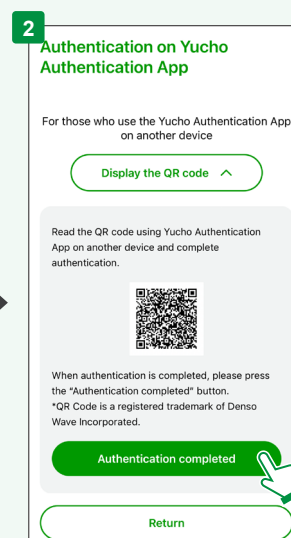 2
Authentication on Yucho
Authentication App
For those who use the Yucho Authentication App
on another device
Display the QR code
Read the QR code using Yucho Authentication
App on another device and complete
authentication.
When authentication is completed, please press
the “Authentication completed” button.
*QR Code is a registered trademark of Denso
Wave Incorporated.
Authentication completed
Return